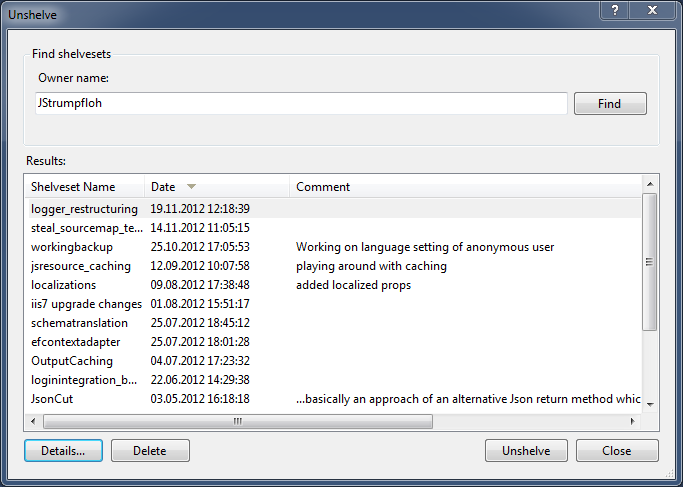 Unshelve
Find shelvesets
Owner name:
JStrumpfloh
Find
Results:
Shelveset Name Date Comment
logger_restructuring 19.11.2012 12:18:39
steal_sourcemap_te... 14.11.2012 11:05:15
workingbackup 25.10.2012 17:05:53 Working on language setting of anonymous user
jsresource_caching 12.09.2012 10:07:58 playing around with caching
localizations 09.08.2012 17:38:48 added localized props
iis7 upgrade changes 01.08.2012 15:51:17
schematranslation 25.07.2012 18:45:12
efcontextadapter 25.07.2012 18:01:28
OutputCaching 04.07.2012 17:23:32
loginintegration_b... 22.06.2012 14:29:38
JsonCut 03.05.2012 16:18:18 ...basically an approach of an alternative Json return method whic
Details... Delete Unshelve Close